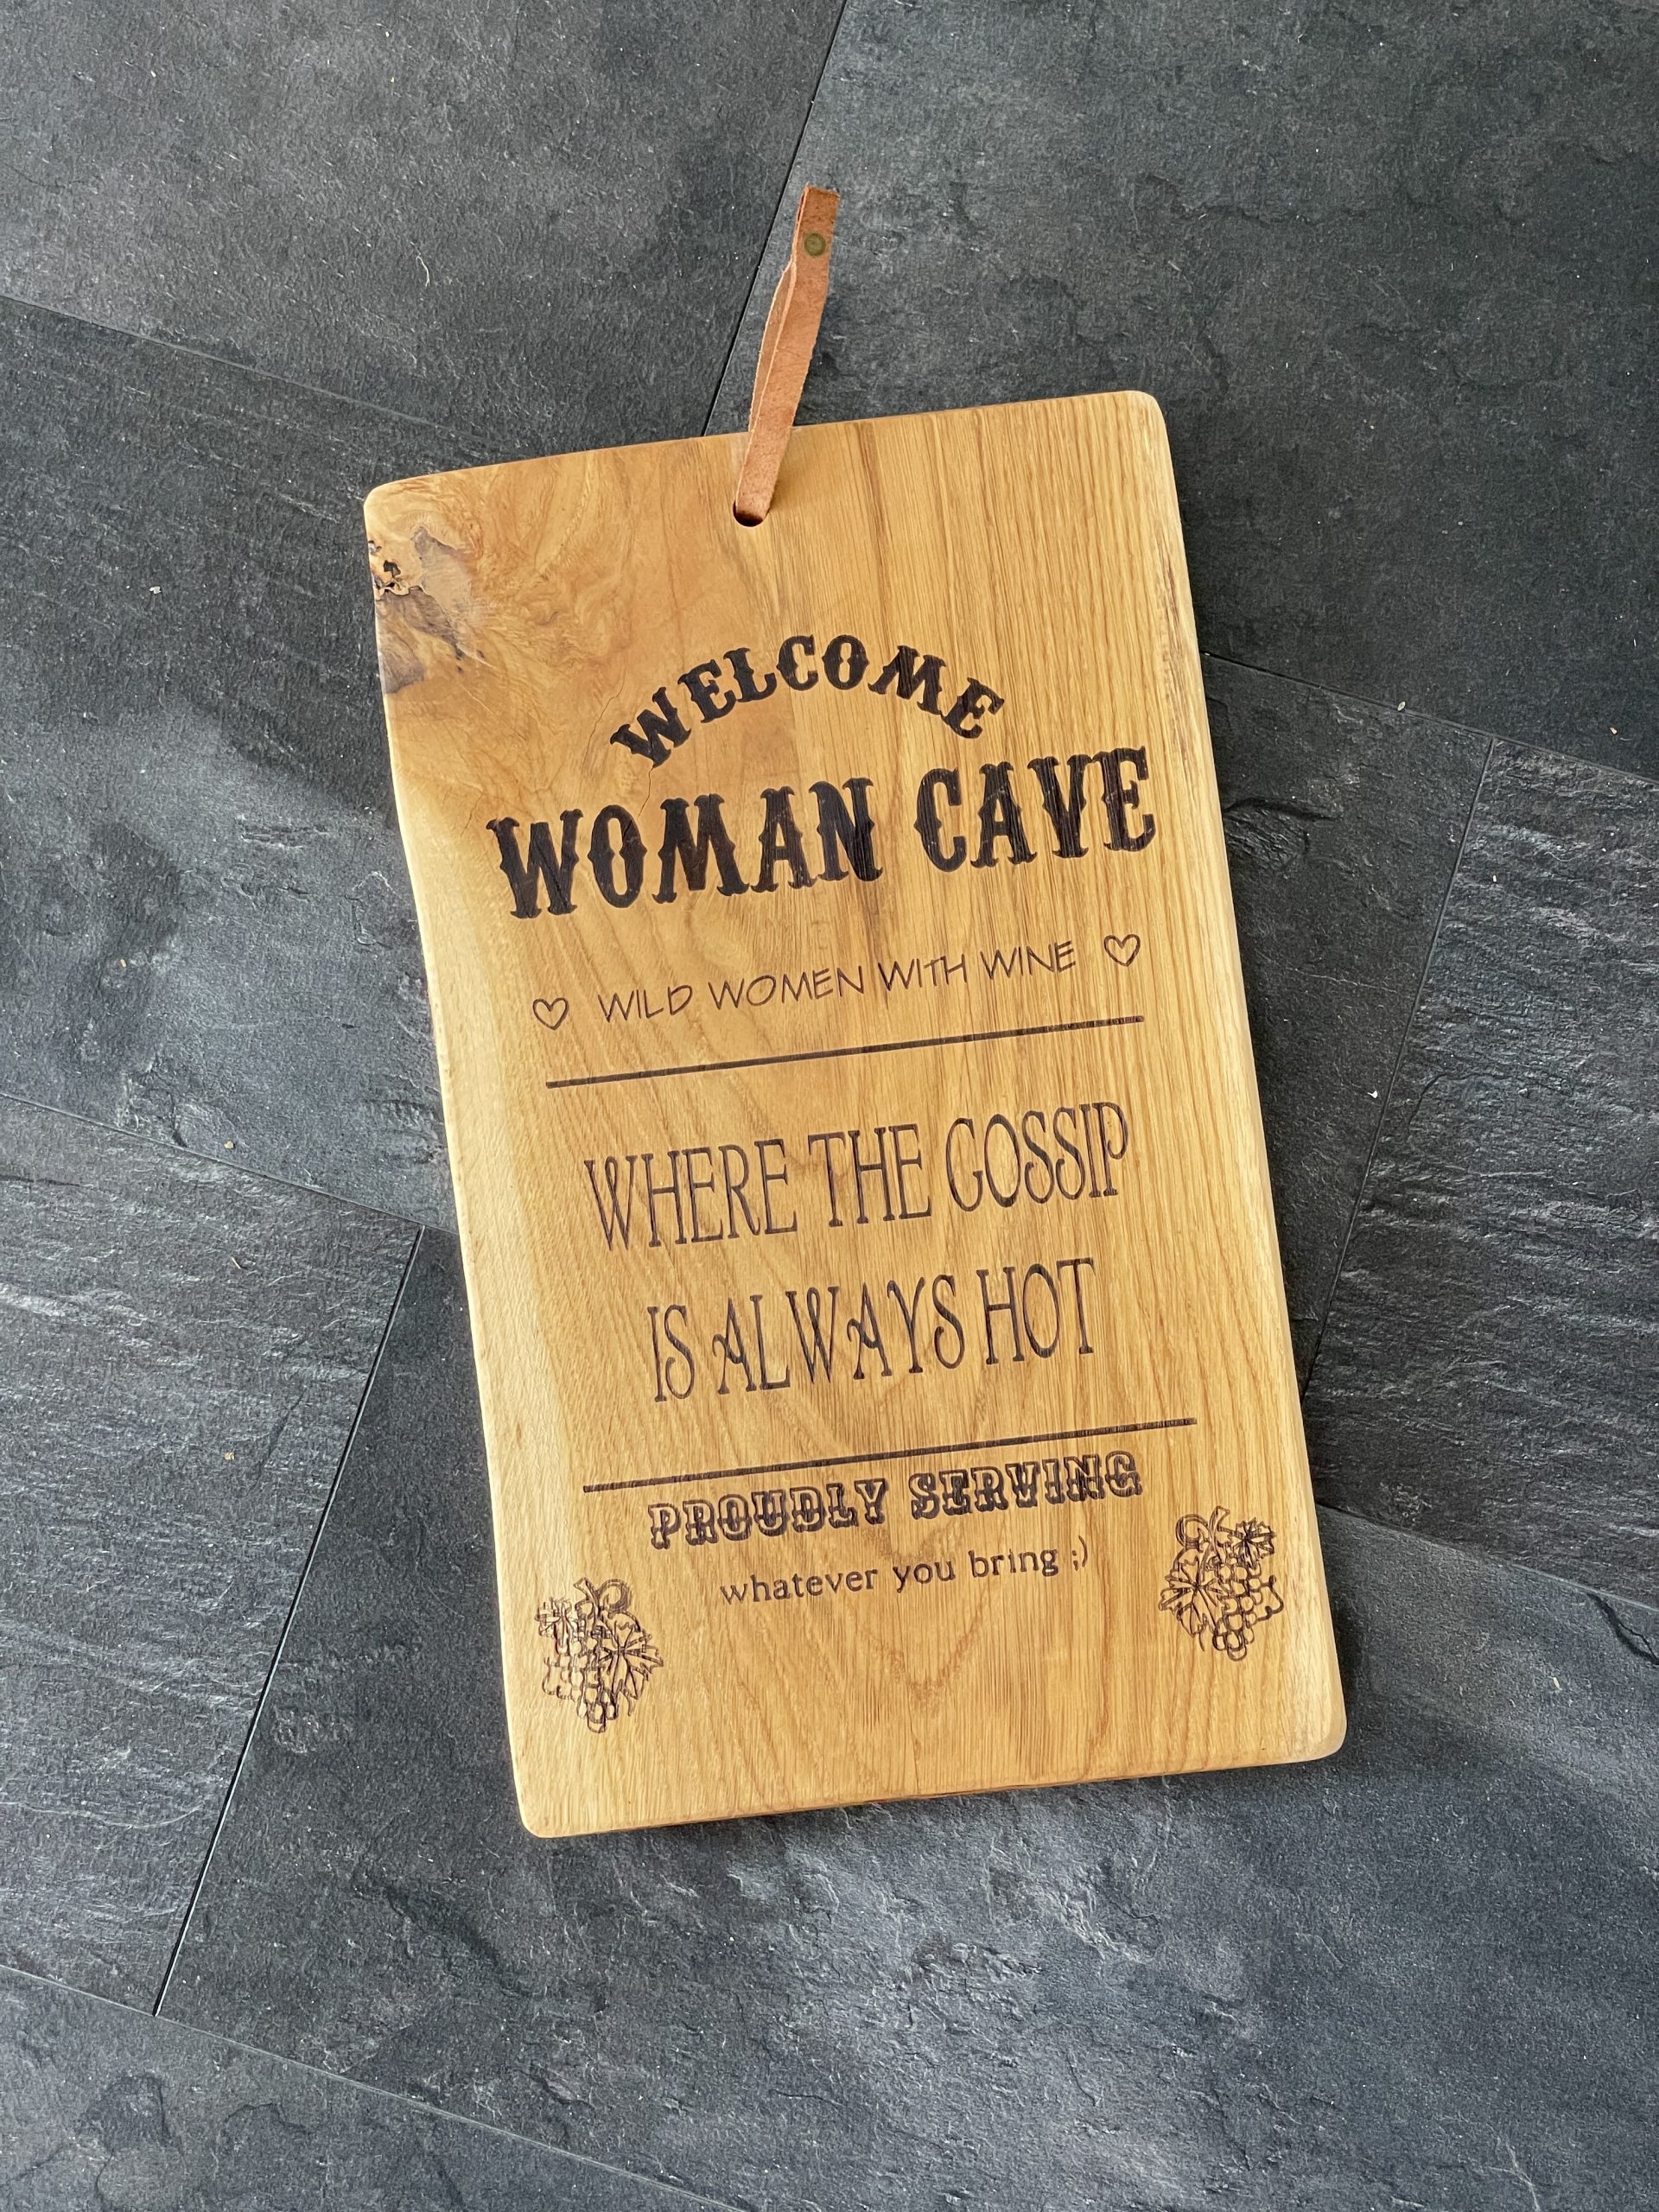 WELCOME
WOMAN CAVE
WILD WOMEN WITH WINE
WHERE THE GOSSIP
IS ALWAYS HOT
PROUDLY SERVING
whatever you bring ;)